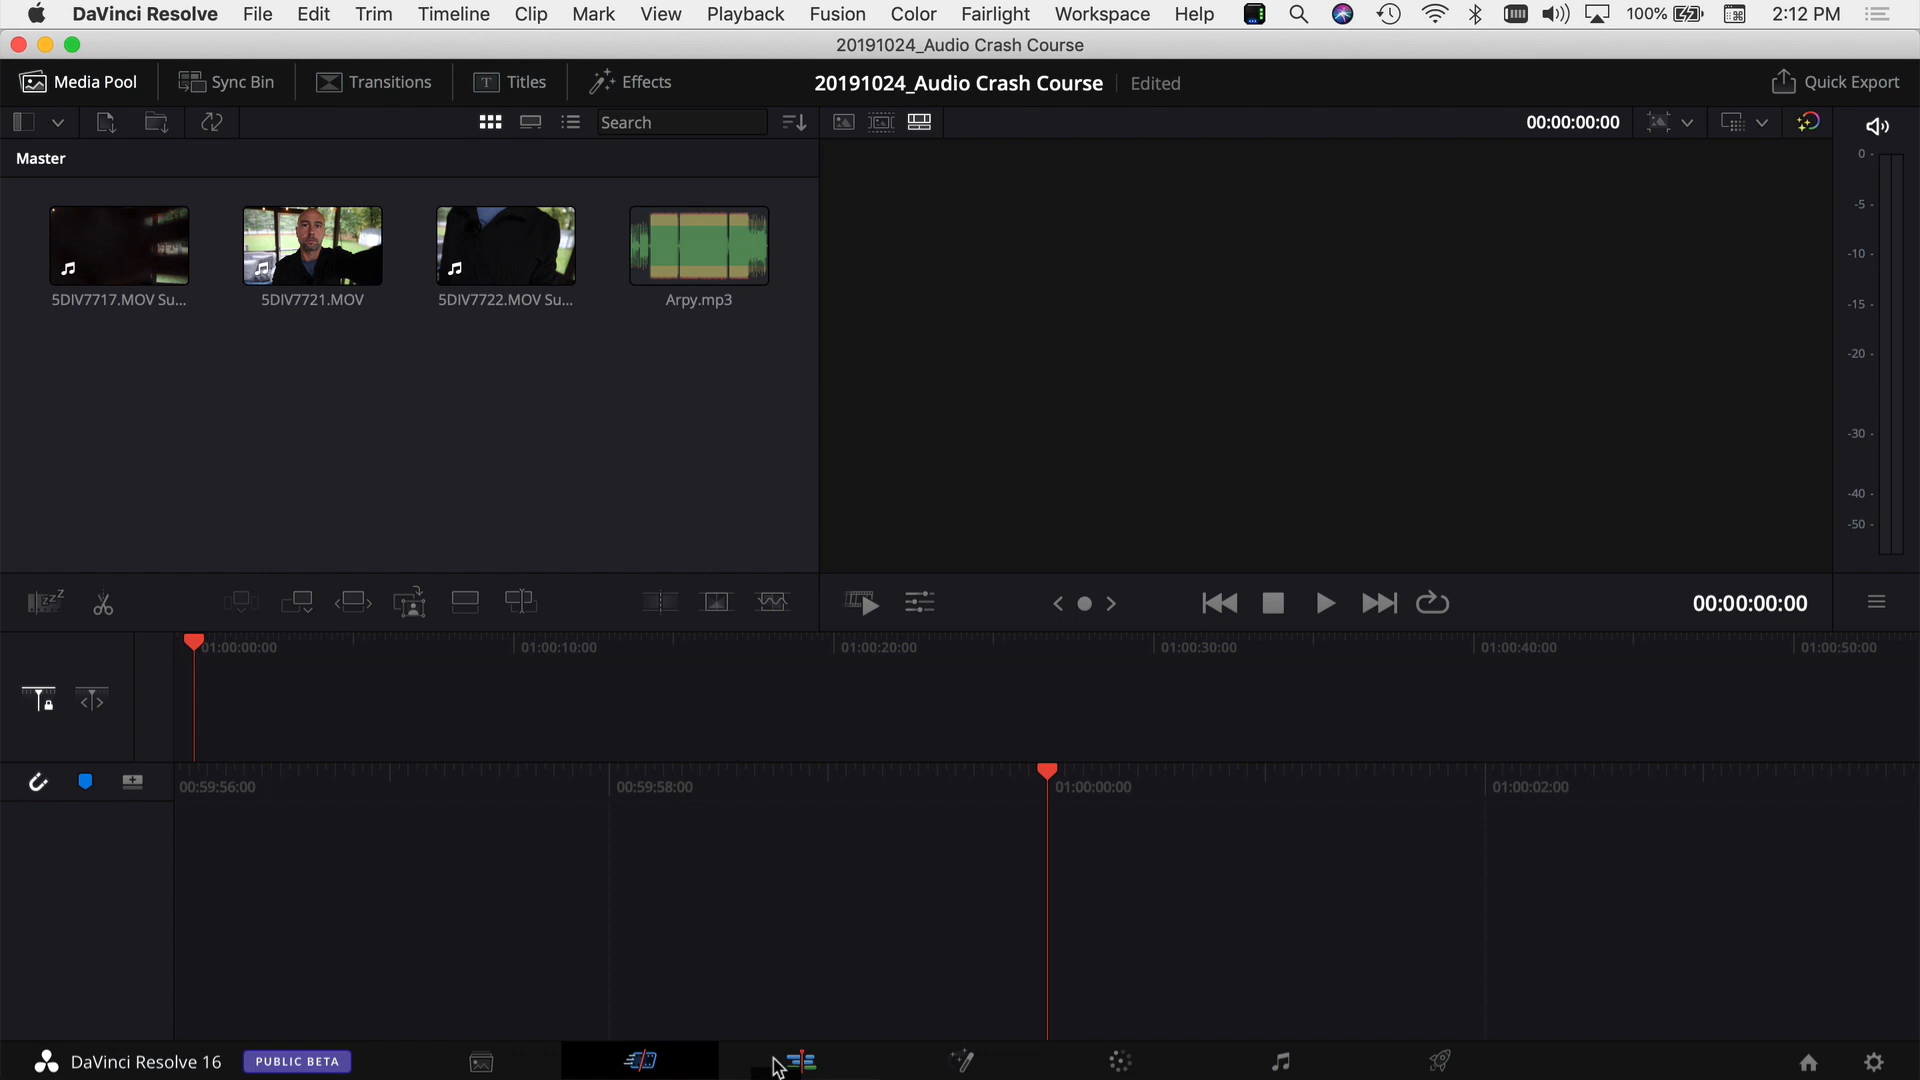 DaVinci Resolve File Edit Trim Timeline Clip Mark View Playback Fusion Color Fairlight Workspace Help 100% 2:12 PM
20191024_Audio Crash Course
Media Pool Sync Bin Transitions Titles Effects 20191024_Audio Crash Course Edited Quick Export
Search 00:00:00:00
Master
0
-5
-10
-15
-20
-30
-40
-50
5DIV7717.MOV Su... 5DIV7721.MOV 5DIV7722.MOV Su... Arpy.mp3
zzZ 00:00:00:00
01:00:00:00 01:00:10:00 01:00:20:00 01:00:30:00 01:00:40:00 01:00:50:00
00:59:56:00 00:59:58:00 01:00:00:00 01:00:02:00
DaVinci Resolve 16 PUBLIC BETA